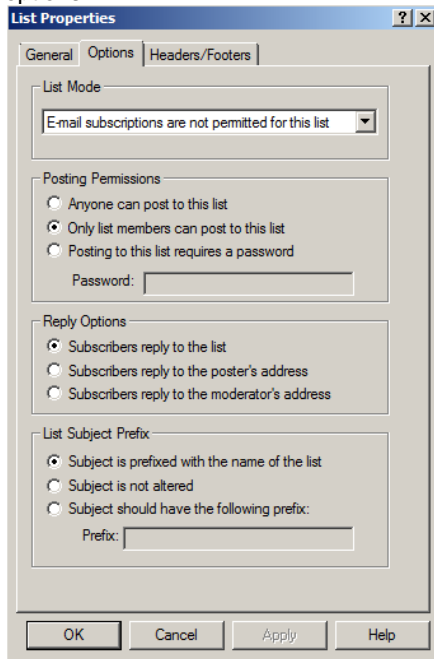 List Properties
General Options Headers/Footers
List Mode
E-mail subscriptions are not permitted for this list
Posting Permissions
Anyone can post to this list
Only list members can post to this list
Posting to this list requires a password
Password:
Reply Options
Subscribers reply to the list
Subscribers reply to the poster's address
Subscribers reply to the moderator's address
List Subject Prefix
Subject is prefixed with the name of the list
Subject is not altered
Subject should have the following prefix:
Prefix:
OK Cancel Apply Help